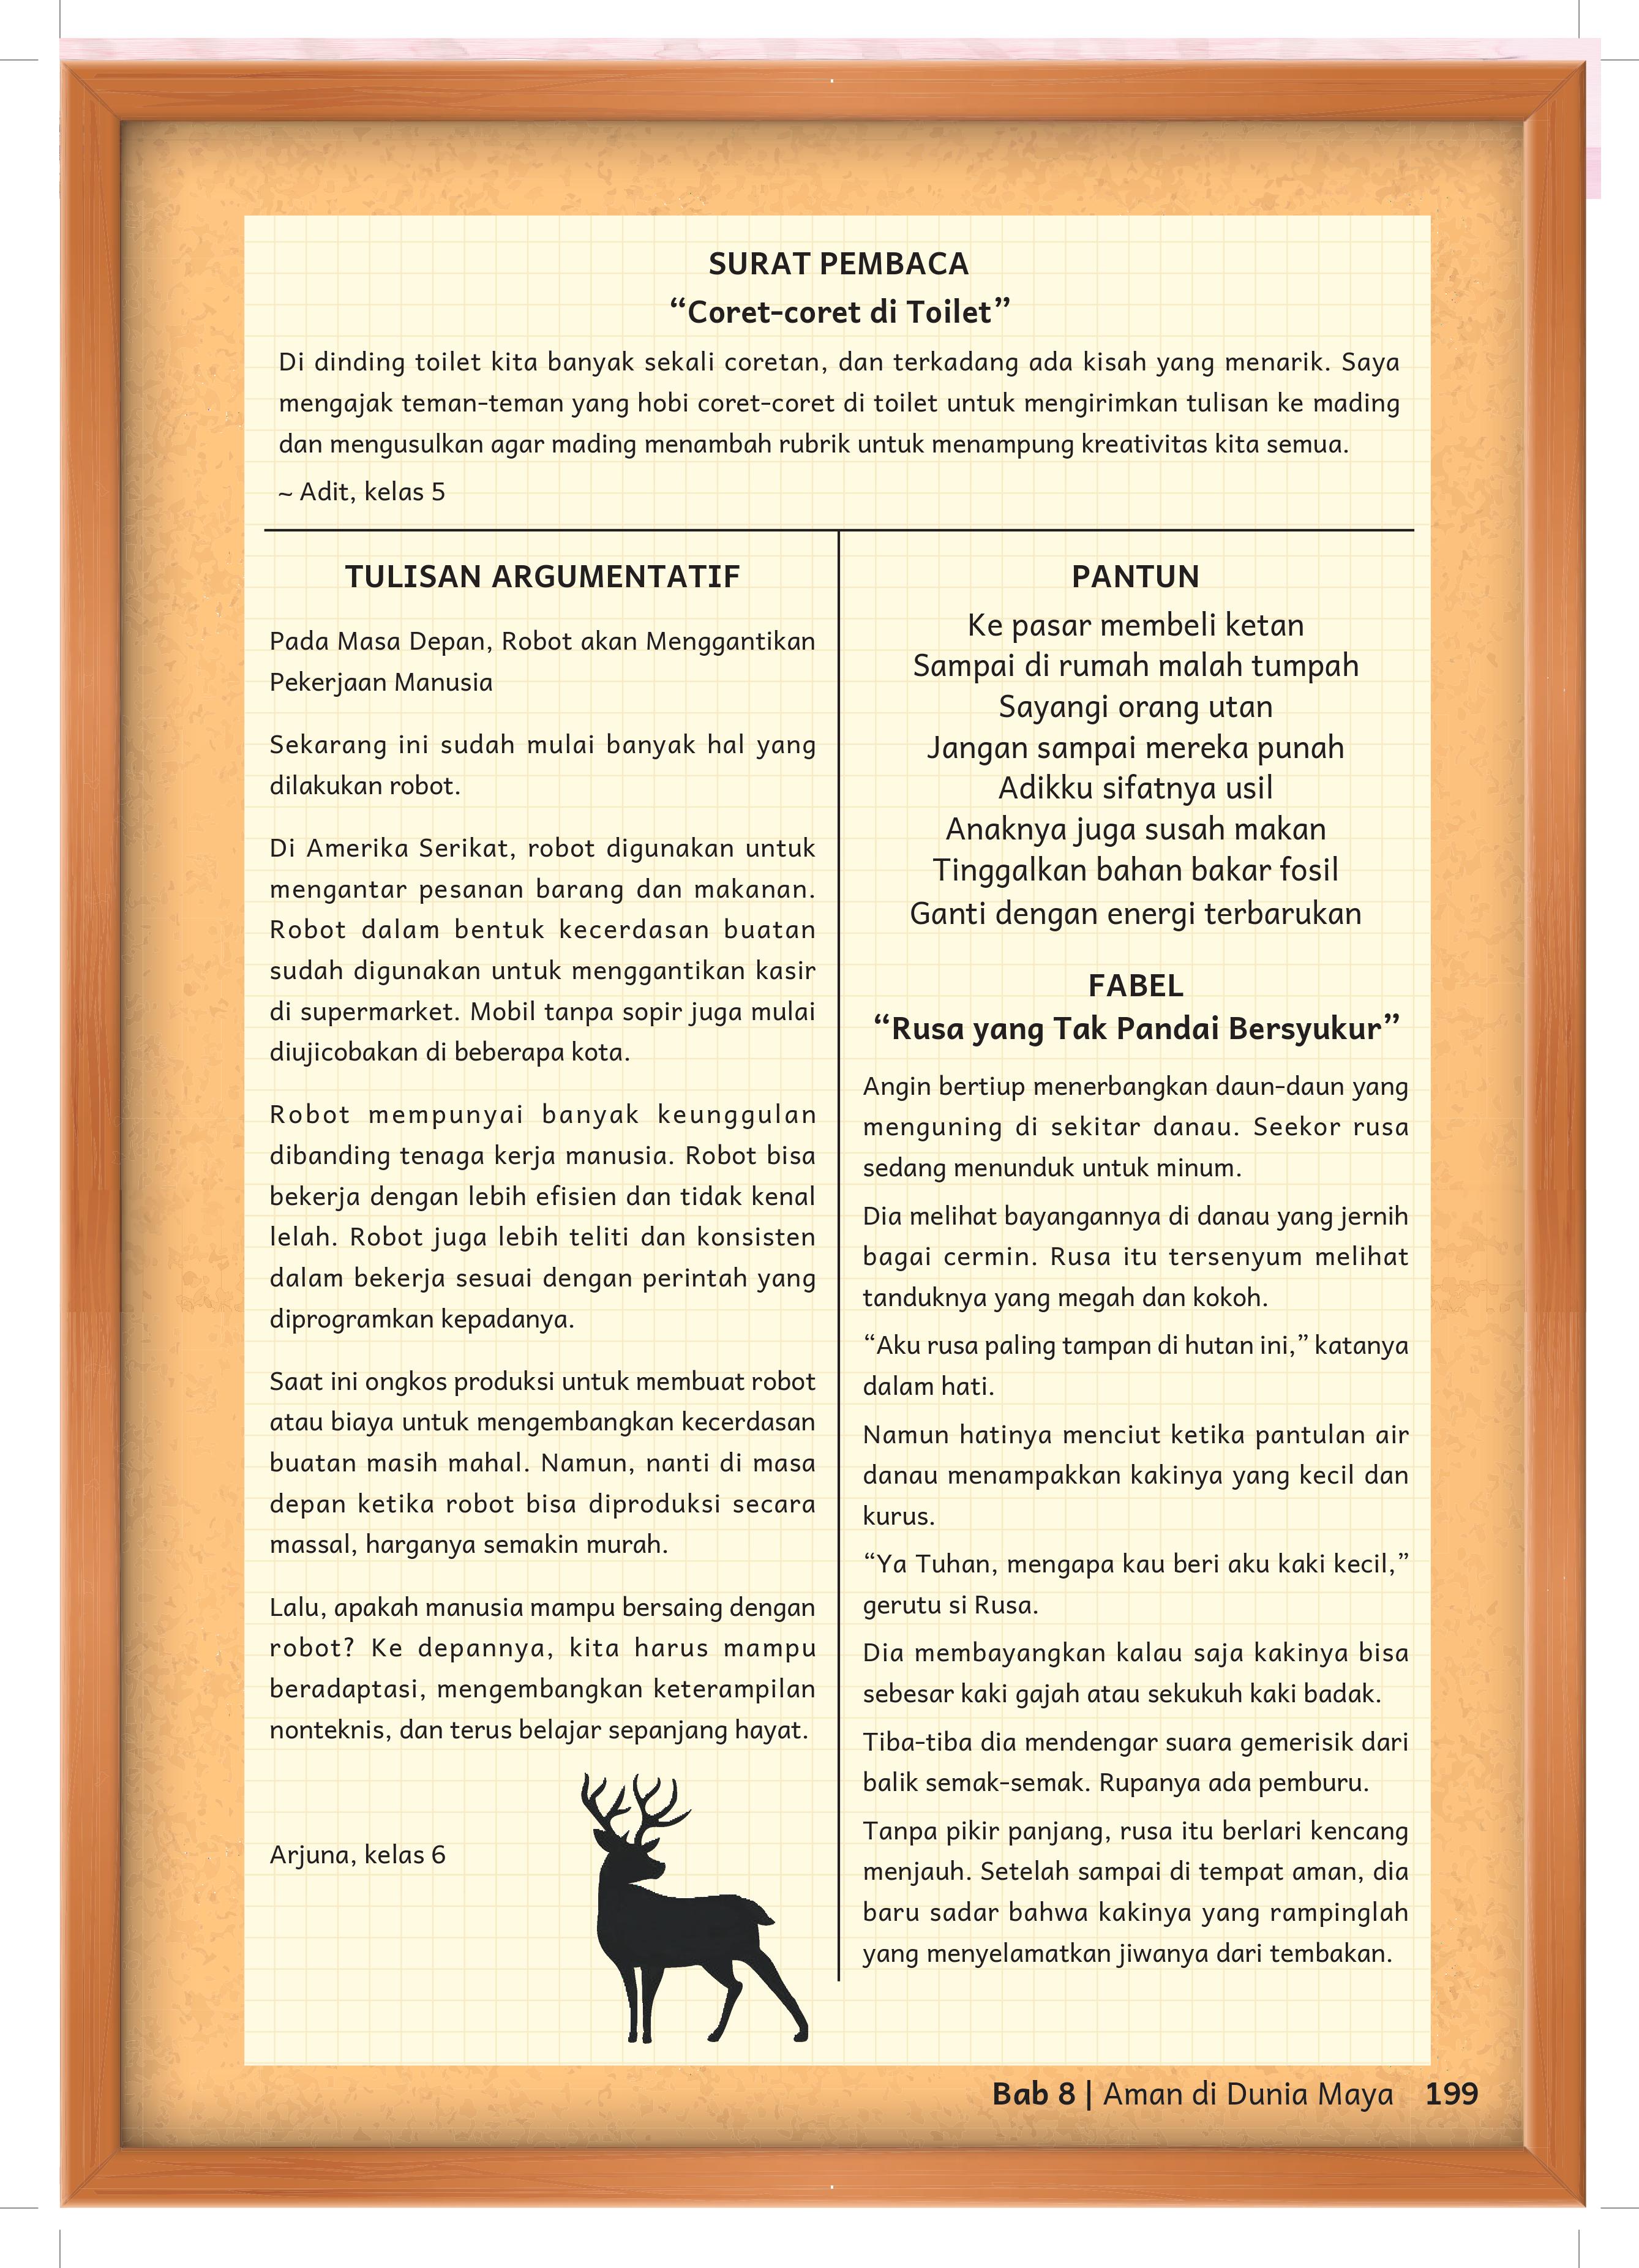 SURAT PEMBACA
“Coret-coret di Toilet”
Di dinding toilet kita banyak sekali coretan, dan terkadang ada kisah yang menarik. Saya
mengajak teman-teman yang hobi coret-coret di toilet untuk mengirimkan tulisan ke mading
dan mengusulkan agar mading menambah rubrik untuk menampung kreativitas kita semua.
~ Adit, kelas 5
TULISAN ARGUMENTATIF
Pada Masa Depan, Robot akan Menggantikan
Pekerjaan Manusia
Sekarang ini sudah mulai banyak hal yang
dilakukan robot.
Di Amerika Serikat, robot digunakan untuk
mengantar pesanan barang dan makanan.
Robot dalam bentuk kecerdasan buatan
sudah digunakan untuk menggantikan kasir
di supermarket. Mobil tanpa sopir juga mulai
diujicobakan di beberapa kota.
Robot mempunyai banyak keunggulan
dibanding tenaga kerja manusia. Robot bisa
bekerja dengan lebih efisien dan tidak kenal
lelah. Robot juga lebih teliti dan konsisten
dalam bekerja sesuai dengan perintah yang
diprogramkan kepadanya.
Saat ini ongkos produksi untuk membuat robot
atau biaya untuk mengembangkan kecerdasan
buatan masih mahal. Namun, nanti di masa
depan ketika robot bisa diproduksi secara
massal, harganya semakin murah.
Lalu, apakah manusia mampu bersaing dengan
robot? Ke depannya, kita harus mampu
beradaptasi, mengembangkan keterampilan
nonteknis, dan terus belajar sepanjang hayat.
Arjuna, kelas 6
PANTUN
Ke pasar membeli ketan
Sampai di rumah malah tumpah
Sayangi orang utan
Jangan sampai mereka punah
Adikku sifatnya usil
Anaknya juga susah makan
Tinggalkan bahan bakar fosil
Ganti dengan energi terbarukan
FABEL
“Rusa yang Tak Pandai Bersyukur”
Angin bertiup menerbangkan daun-daun yang
menguning di sekitar danau. Seekor rusa
sedang menunduk untuk minum.
Dia melihat bayangannya di danau yang jernih
bagai cermin. Rusa itu tersenyum melihat
tanduknya yang megah dan kokoh.
“Aku rusa paling tampan di hutan ini,” katanya
dalam hati.
Namun hatinya menciut ketika pantulan air
danau menampakkan kakinya yang kecil dan
kurus.
“Ya Tuhan, mengapa kau beri aku kaki kecil,”
gerutu si Rusa.
Dia membayangkan kalau saja kakinya bisa
sebesar kaki gajah atau sekukuh kaki badak.
Tiba-tiba dia mendengar suara gemerisik dari
balik semak-semak. Rupanya ada pemburu.
Tanpa pikir panjang, rusa itu berlari kencang
menjauh. Setelah sampai di tempat aman, dia
baru sadar bahwa kakinya yang rampinglah
yang menyelamatkan jiwanya dari tembakan.
Bab 8 | Aman di Dunia Maya 199